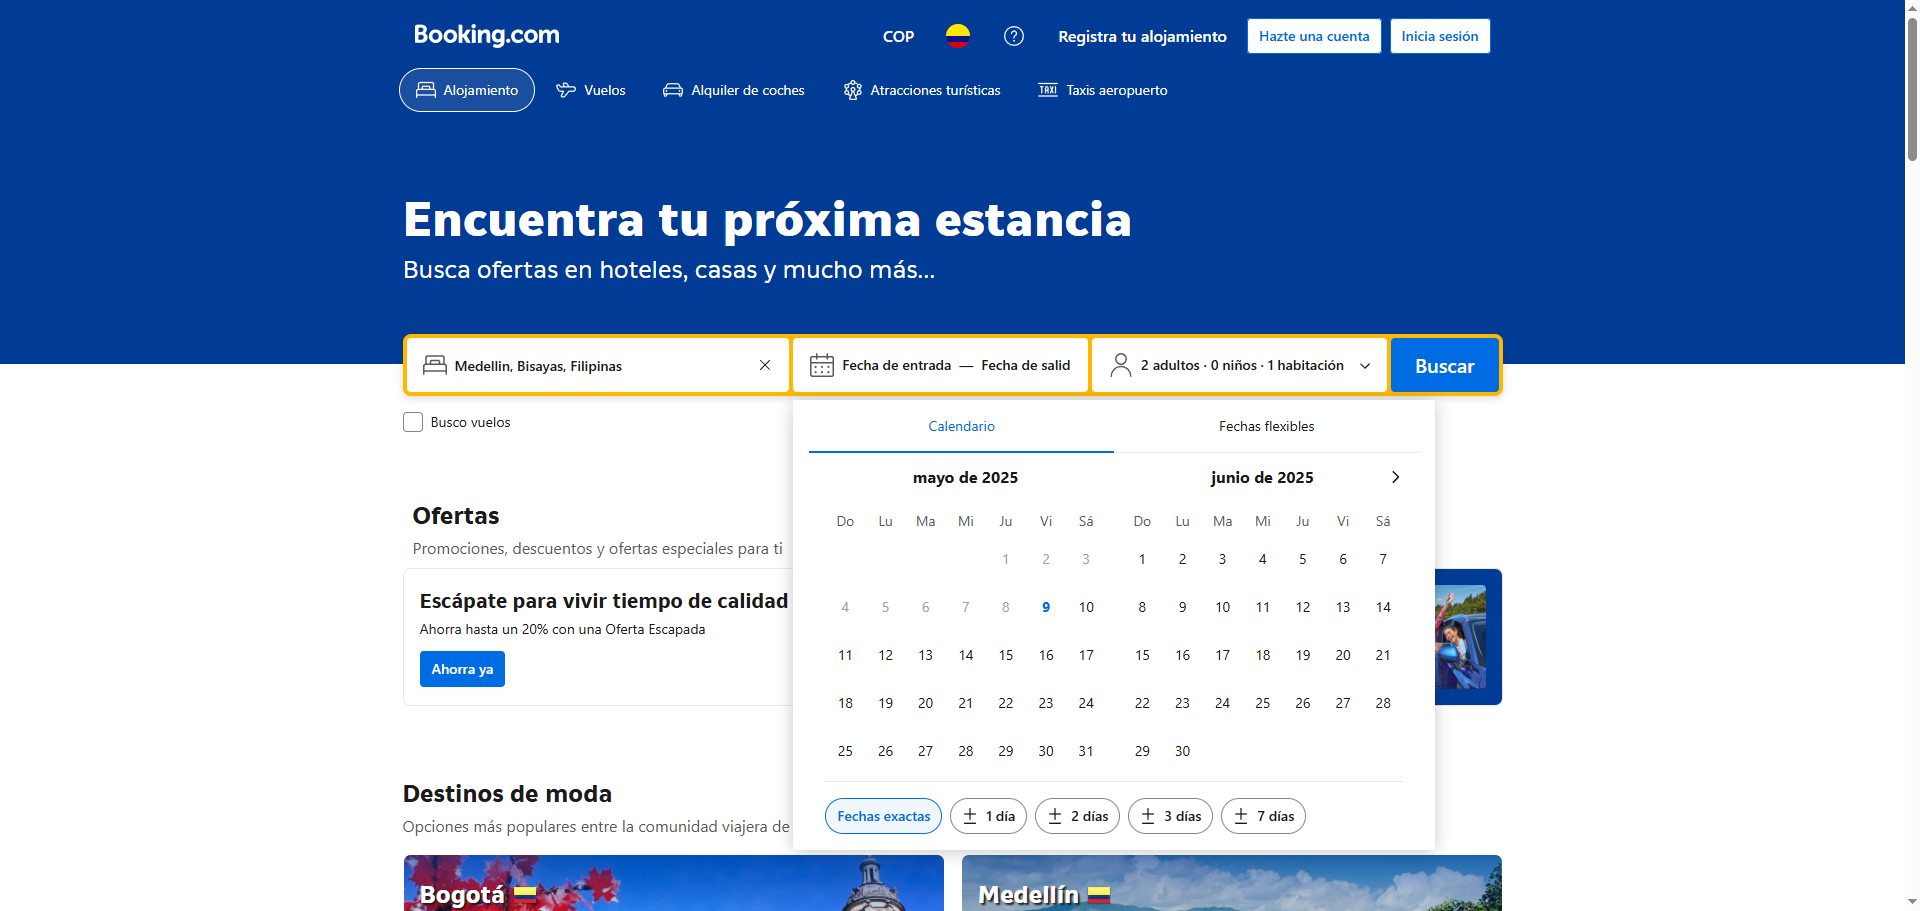 Booking.com
COP
Registra tu alojamiento
Hazte una cuenta
Inicia sesión
Alojamiento
Vuelos
Alquiler de coches
Atracciones turísticas
TAXI
Taxis aeropuerto
Encuentra tu próxima estancia
Busca ofertas en hoteles, casas y mucho más...
Medellin, Bisayas, Filipinas
Fecha de entrada — Fecha de salid
2 adultos · 0 niños · 1 habitación
Buscar
Busco vuelos
Calendario
Fechas flexibles
mayo de 2025
Do Lu Ma Mi Ju Vi Sá
1 2 3
4 5 6 7 8 9 10
11 12 13 14 15 16 17
18 19 20 21 22 23 24
25 26 27 28 29 30 31
junio de 2025
Do Lu Ma Mi Ju Vi Sá
1 2 3 4 5 6 7
8 9 10 11 12 13 14
15 16 17 18 19 20 21
22 23 24 25 26 27 28
29 30
Fechas exactas
± 1 día
± 2 días
± 3 días
± 7 días
Ofertas
Promociones, descuentos y ofertas especiales para ti
Escápate para vivir tiempo de calidad
Ahorra hasta un 20% con una Oferta Escapada
Ahorra ya
Destinos de moda
Opciones más populares entre la comunidad viajera de
Bogotá
Medellín